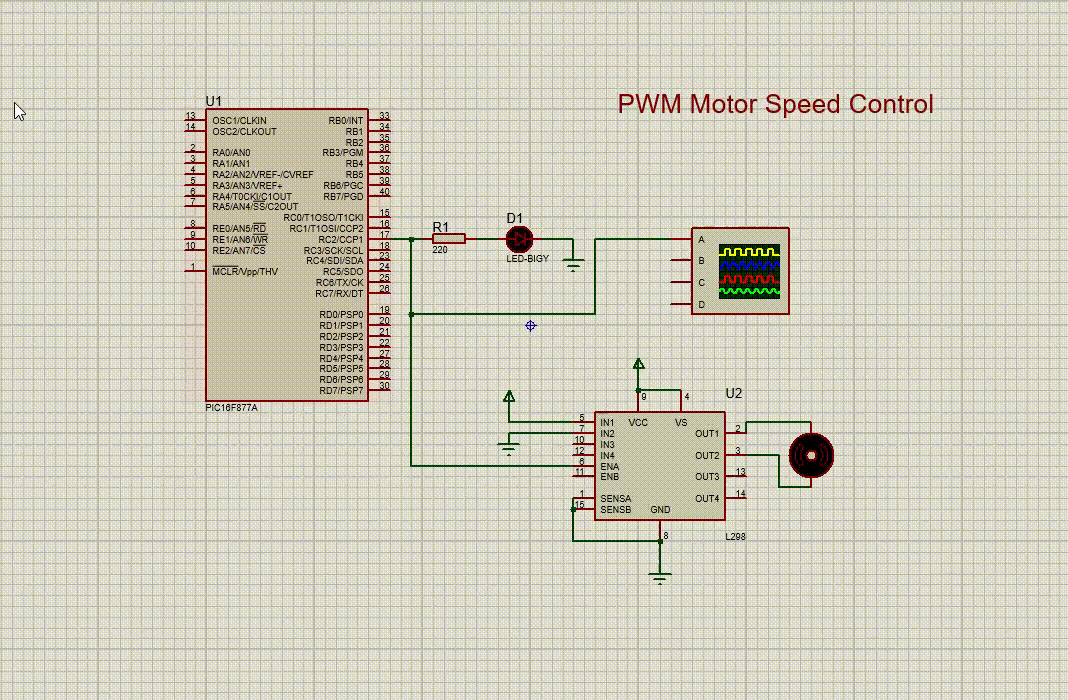 PWM Motor Speed Control
U1
13 OSC1/CLKIN RB0/INT 33
14 OSC2/CLKOUT RB1 34
RB2 35
2 RA0/AN0 RB3/PGM 36
3 RA1/AN1 RB4 37
4 RA2/AN2/VREF-/CVREF RB5 38
5 RA3/AN3/VREF+ RB6/PGC 39
6 RA4/T0CKI/C1OUT RB7/PGD 40
7 RA5/AN4/SS/C2OUT
RC0/T1OSO/T1CKI 15
8 RE0/AN5/RD RC1/T1OSI/CCP2 16
9 RE1/AN6/WR RC2/CCP1 17
10 RE2/AN7/CS RC3/SCK/SCL 18
RC4/SDI/SDA 23
1 MCLR/Vpp/THV RC5/SDO 24
RC6/TX/CK 25
RC7/RX/DT 26
RD0/PSP0 19
RD1/PSP1 20
RD2/PSP2 21
RD3/PSP3 22
RD4/PSP4 27
RD5/PSP5 28
RD6/PSP6 29
RD7/PSP7 30
PIC16F877A
R1
220
D1
LED-BIGY
A
B
C
D
U2
9 4
VCC VS
5 IN1
7 IN2 OUT1 2
10 IN3
12 IN4 OUT2 3
6 ENA
11 ENB OUT3 13
1 SENSA OUT4 14
15 SENSB GND
8
L298